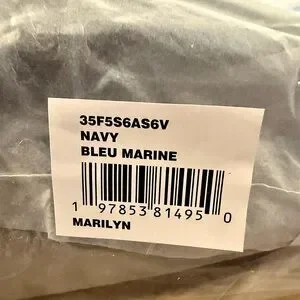 35F5S6AS6V
NAVY
BLEU MARINE
1 97853 81495 0
MARILYN